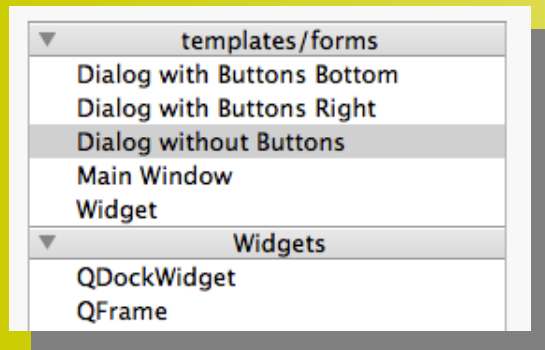 templates/forms
Dialog with Buttons Bottom
Dialog with Buttons Right
Dialog without Buttons
Main Window
Widget
Widgets
QDockWidget
QFrame